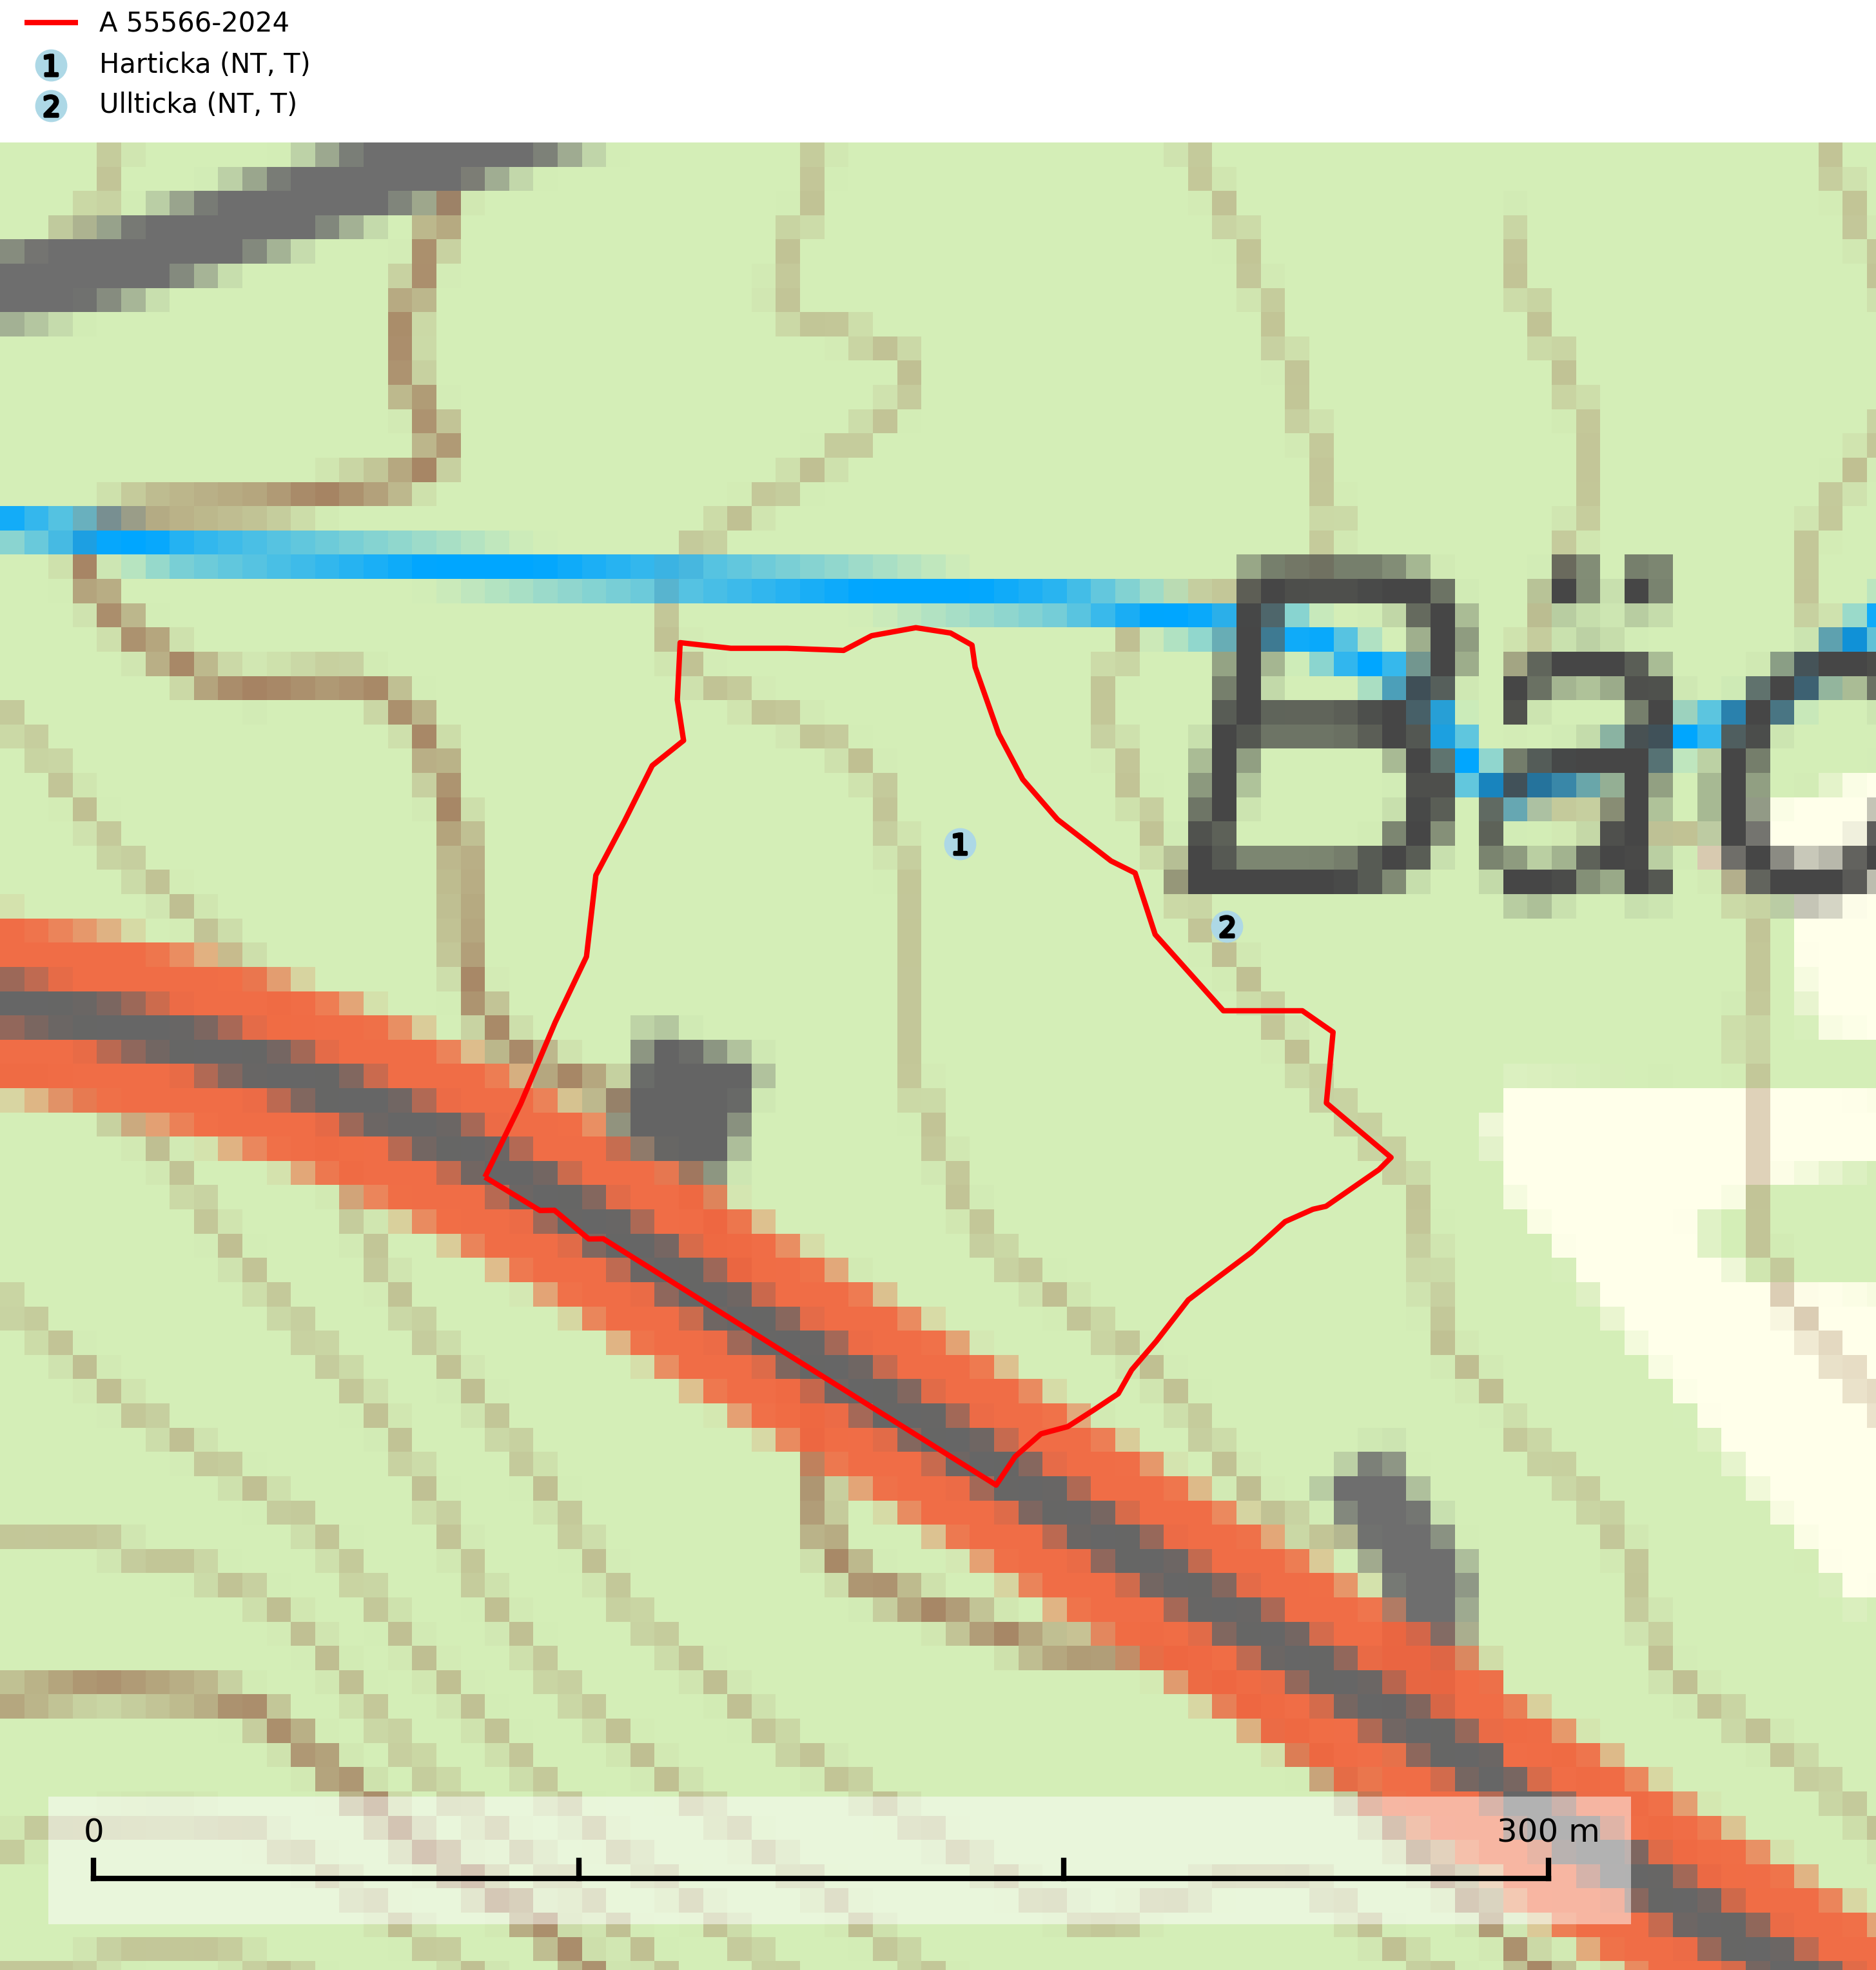 A 55566-2024
1 Harticka (NT, T)
2 Ullticka (NT, T)
1
2
0 300 m